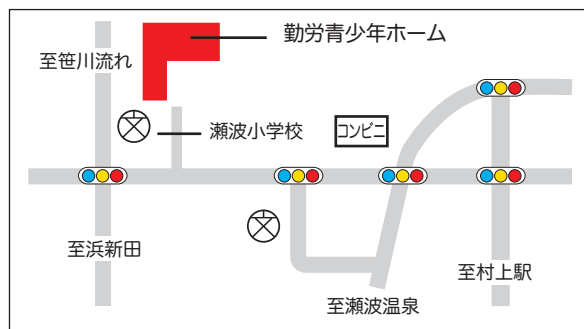 勤労青少年ホーム
至笹川流れ
瀬波小学校
コンビニ
至浜新田
至村上駅
至瀬波温泉